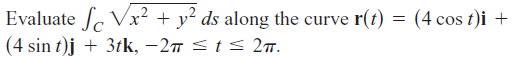 Evaluate ∫_C √(x² + y²) ds along the curve r(t) = (4 cos t)i +
(4 sin t)j + 3tk, −2π ≤ t ≤ 2π.